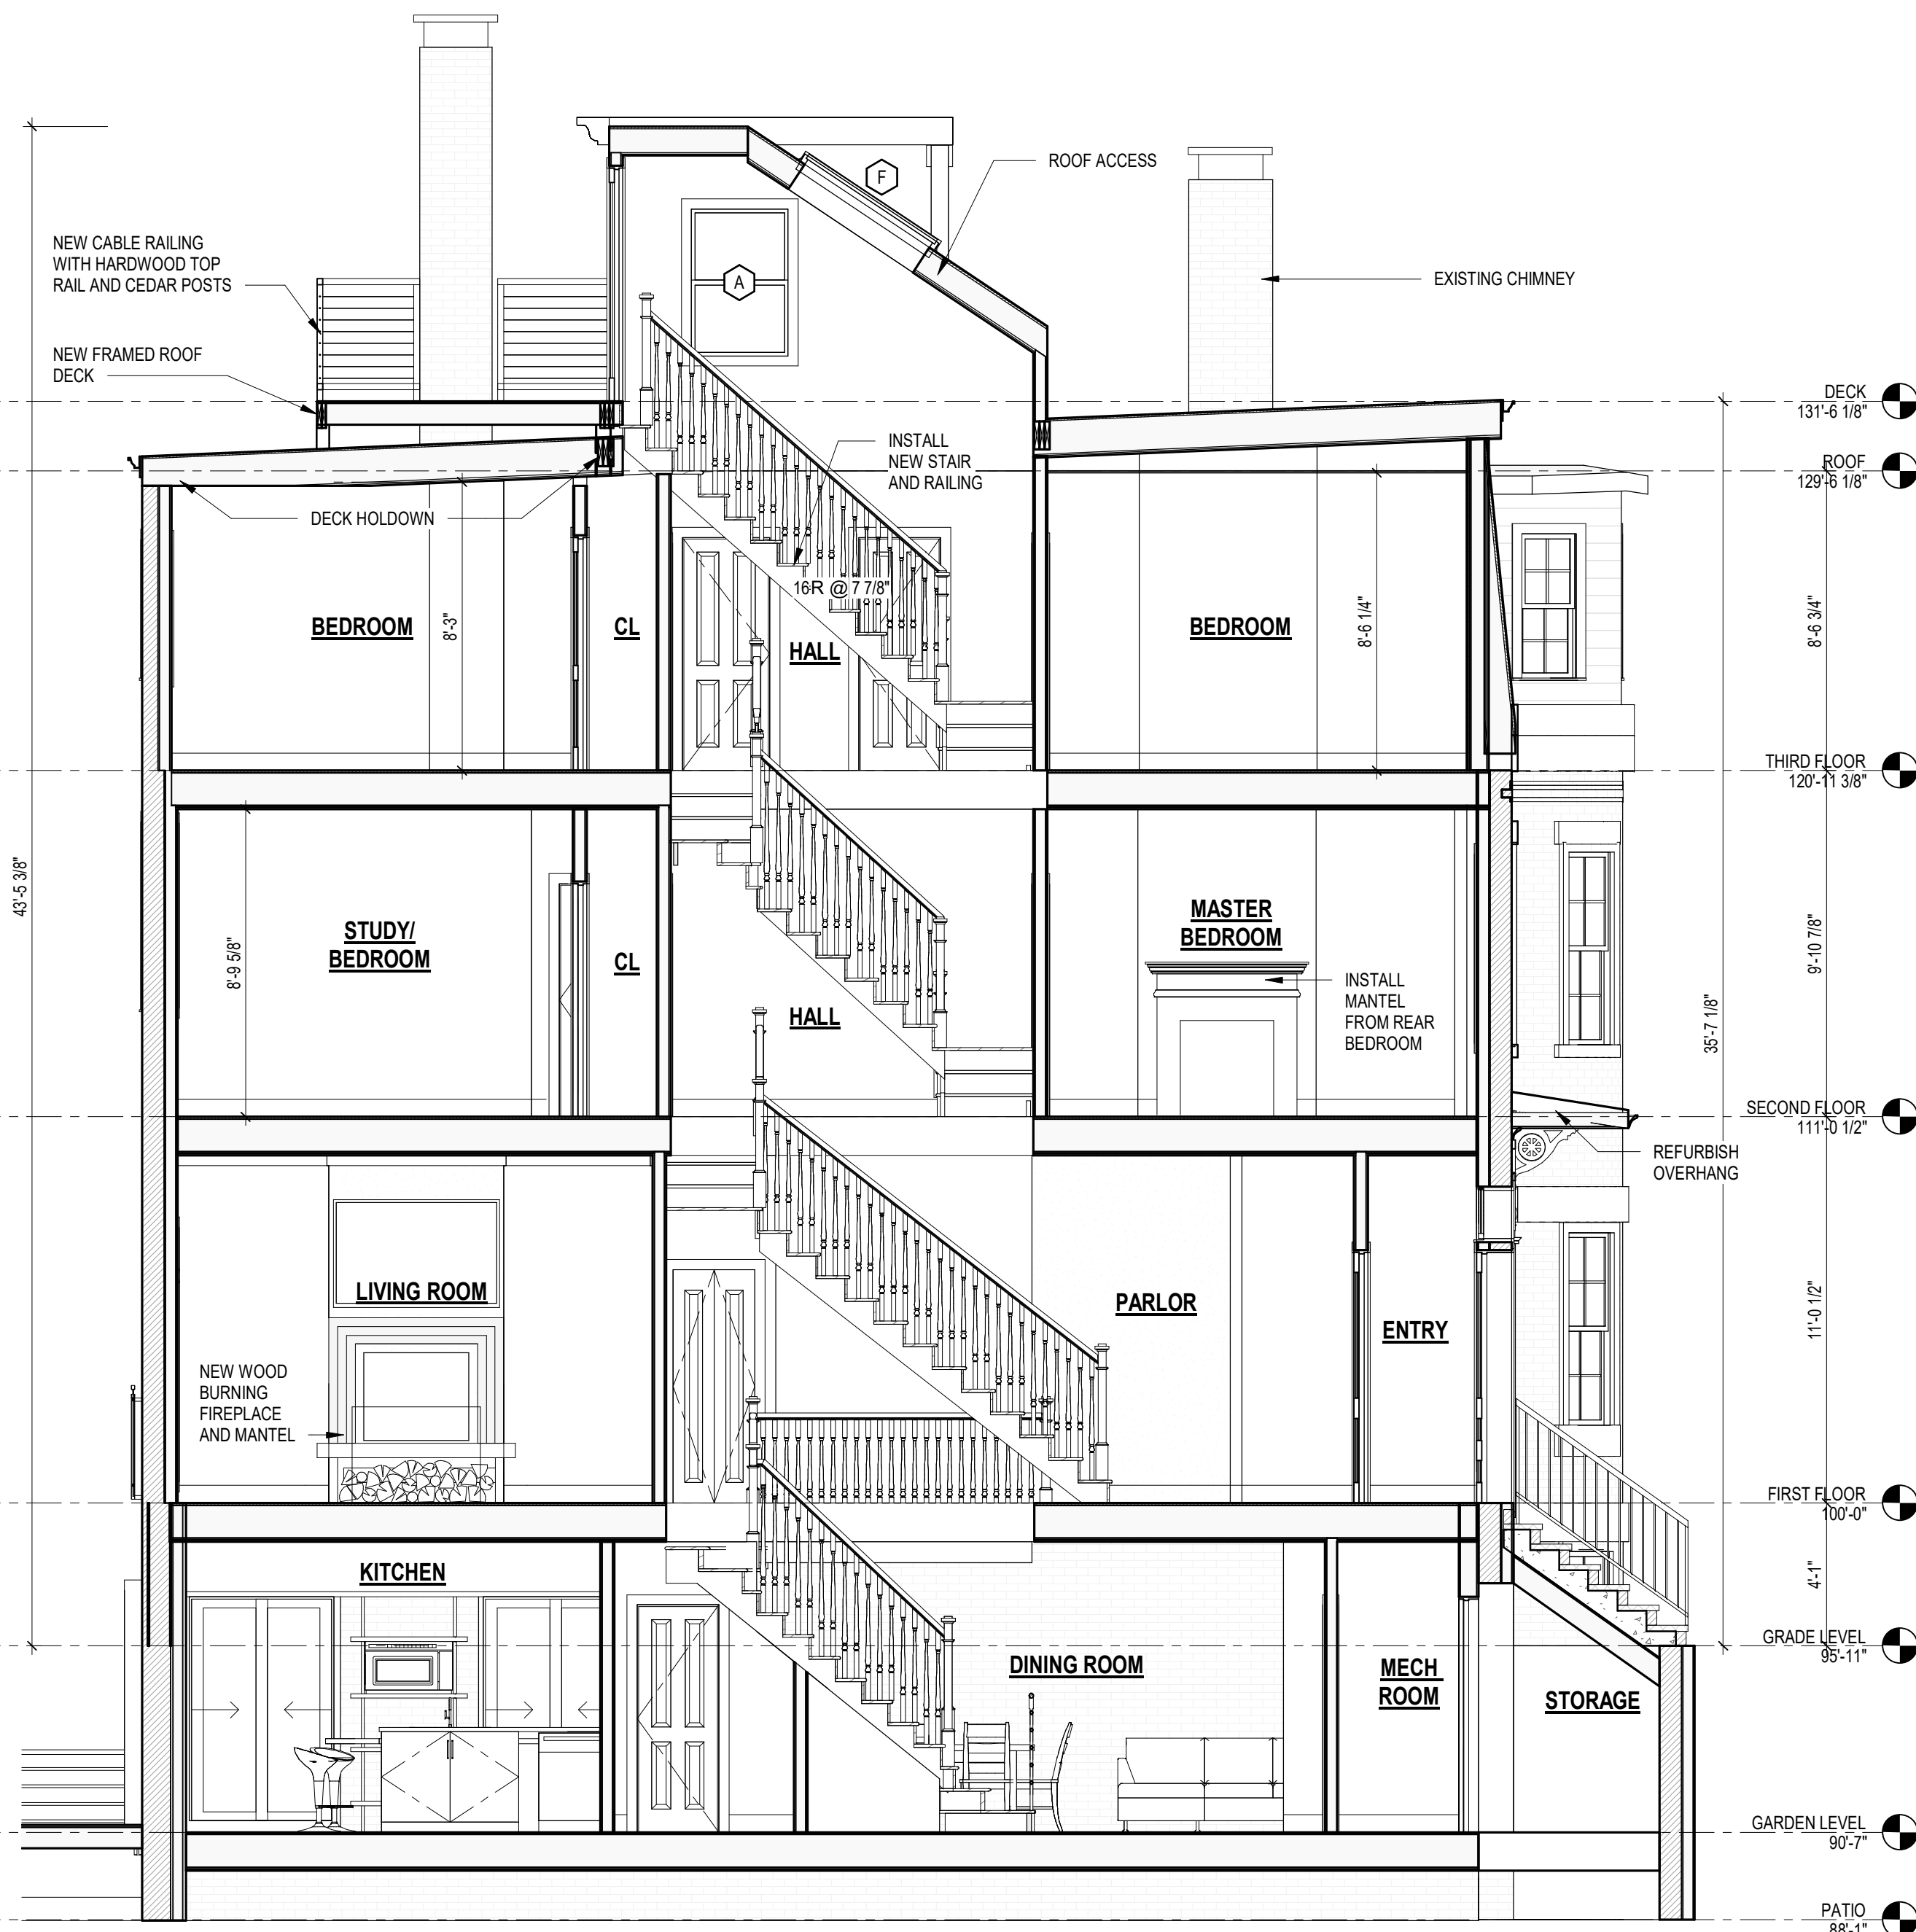 F
ROOF ACCESS
NEW CABLE RAILING
WITH HARDWOOD TOP
RAIL AND CEDAR POSTS
A
EXISTING CHIMNEY
NEW FRAMED ROOF
DECK
DECK
131'-6 1/8"
INSTALL
NEW STAIR
AND RAILING
ROOF
129'-6 1/8"
DECK HOLDOWN
16 R @ 7 7/8"
BEDROOM
8'-3"
CL
HALL
BEDROOM
8'-6 1/4"
8'-6 3/4"
THIRD FLOOR
120'-11 3/8"
43'-5 3/8"
STUDY/
BEDROOM
8'-9 5/8"
CL
HALL
MASTER
BEDROOM
INSTALL
MANTEL
FROM REAR
BEDROOM
9'-10 7/8"
35'-7 1/8"
SECOND FLOOR
111'-0 1/2"
REFURBISH
OVERHANG
LIVING ROOM
PARLOR
ENTRY
11'-0 1/2"
NEW WOOD
BURNING
FIREPLACE
AND MANTEL
FIRST FLOOR
100'-0"
KITCHEN
4'-1"
GRADE LEVEL
95'-11"
DINING ROOM
MECH
ROOM
STORAGE
GARDEN LEVEL
90'-7"
PATIO
88'-1"